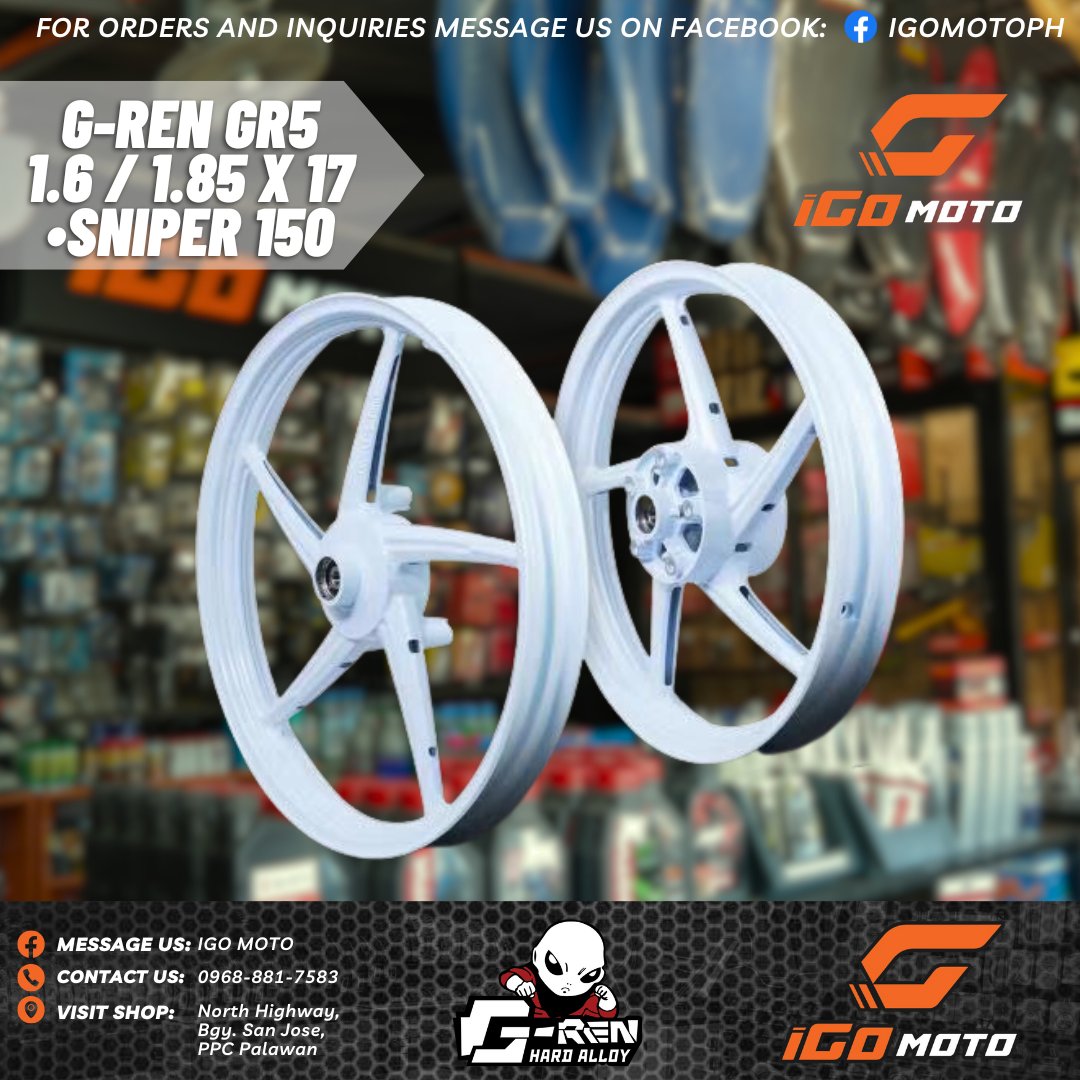 FOR ORDERS AND INQUIRIES MESSAGE US ON FACEBOOK: IGOMOTOPH
G-REN GR5
1.6 / 1.85 X 17
•SNIPER 150
iGO MOTO
iGO M
MESSAGE US: IGO MOTO
CONTACT US: 0968-881-7583
VISIT SHOP: North Highway,
Bgy. San Jose,
PPC Palawan
G-REN
HARD ALLOY
iGO MOTO